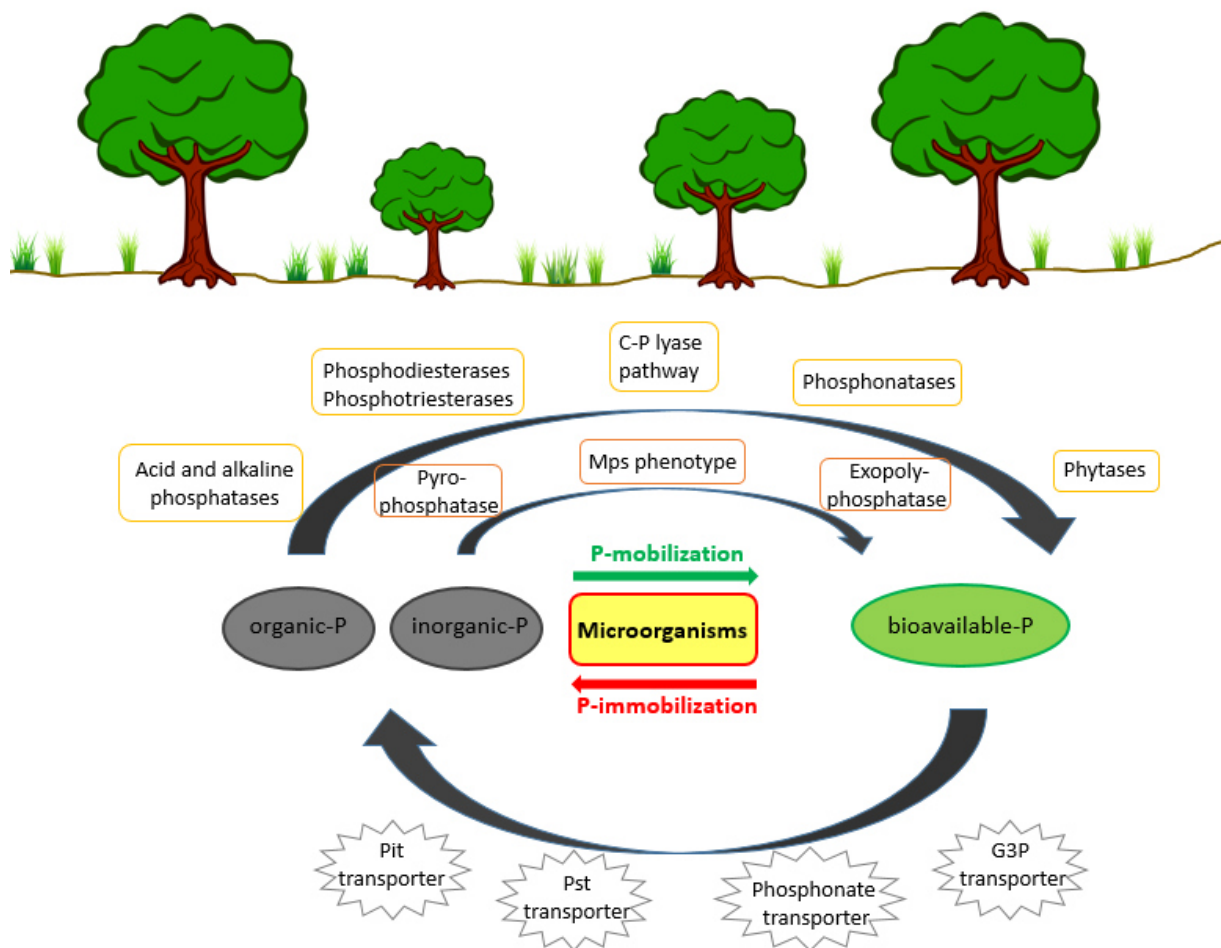 C-P lyase
pathway
Phosphodiesterases
Phosphotriesterases
Phosphonatases
Acid and alkaline
phosphatases
Pyro-
phosphatase
Mps phenotype
Exopoly-
phosphatase
Phytases
P-mobilization
organic-P
inorganic-P
Microorganisms
bioavailable-P
P-immobilization
Pit
transporter
Pst
transporter
Phosphonate
transporter
G3P
transporter